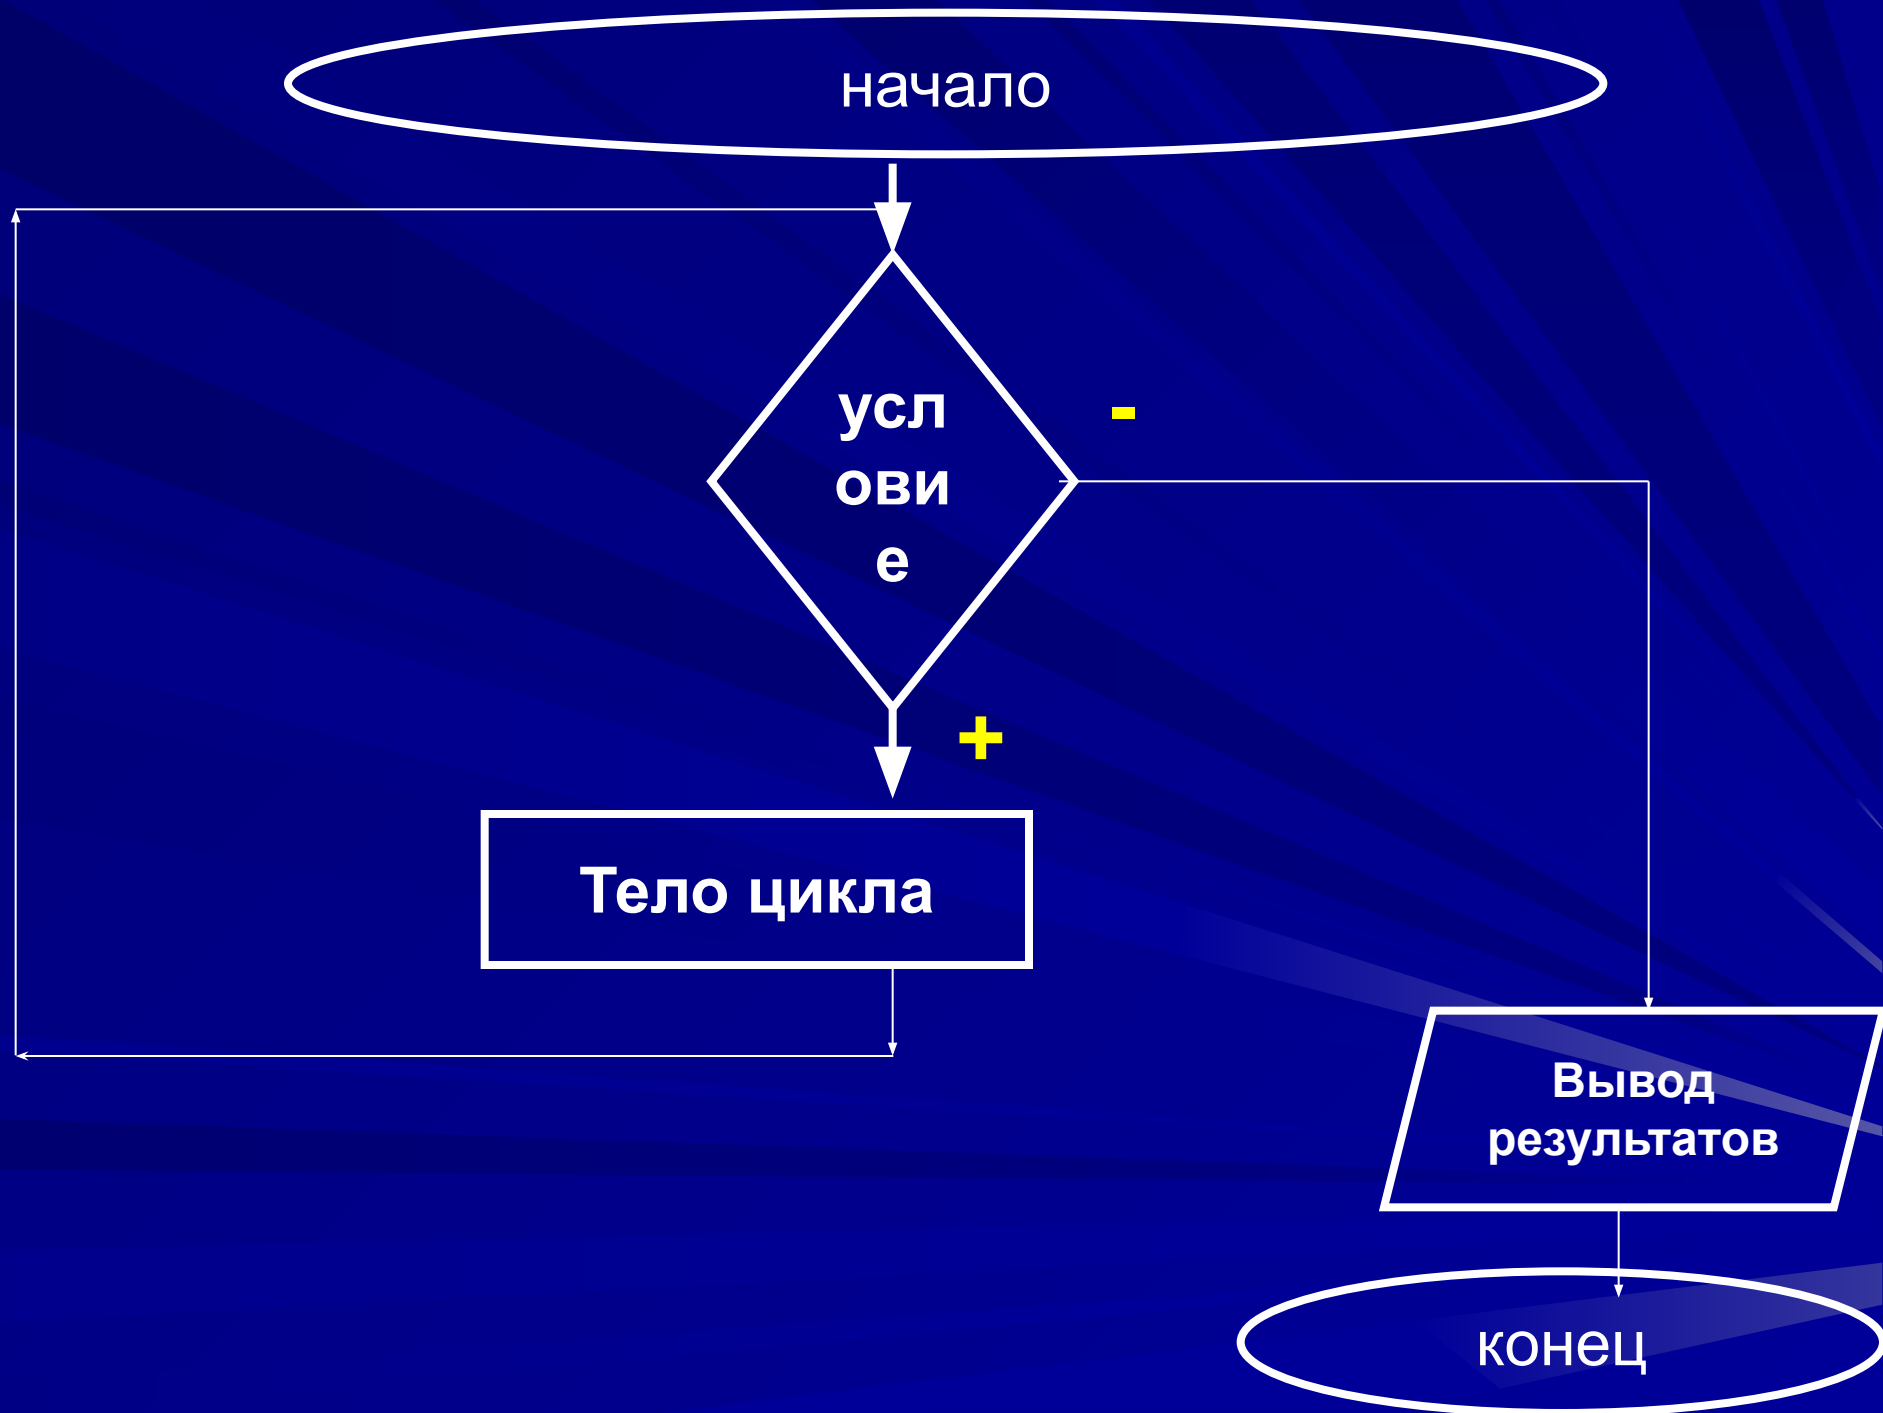 начало
усл
ови
е
-
+
Тело цикла
Вывод
результатов
конец